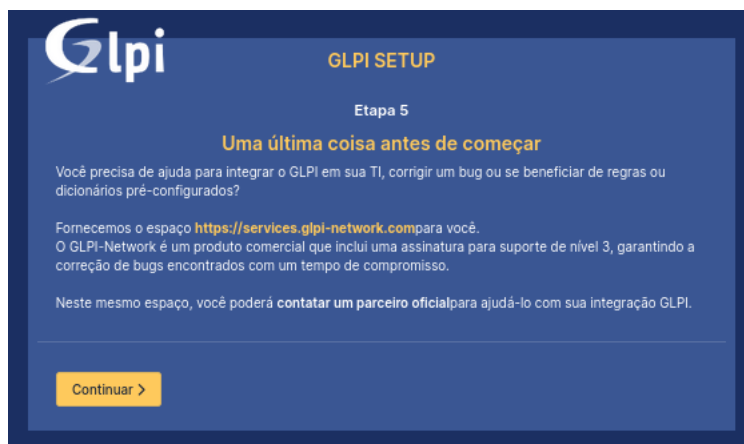 Glpi
GLPI SETUP
Etapa 5
Uma última coisa antes de começar
Você precisa de ajuda para integrar o GLPI em sua TI, corrigir um bug ou se beneficiar de regras ou
dicionários pré-configurados?
Fornecemos o espaço https://services.glpi-network.compara você.
O GLPI-Network é um produto comercial que inclui uma assinatura para suporte de nível 3, garantindo a
correção de bugs encontrados com um tempo de compromisso.
Neste mesmo espaço, você poderá contatar um parceiro oficialpara ajudá-lo com sua integração GLPI.
Continuar >